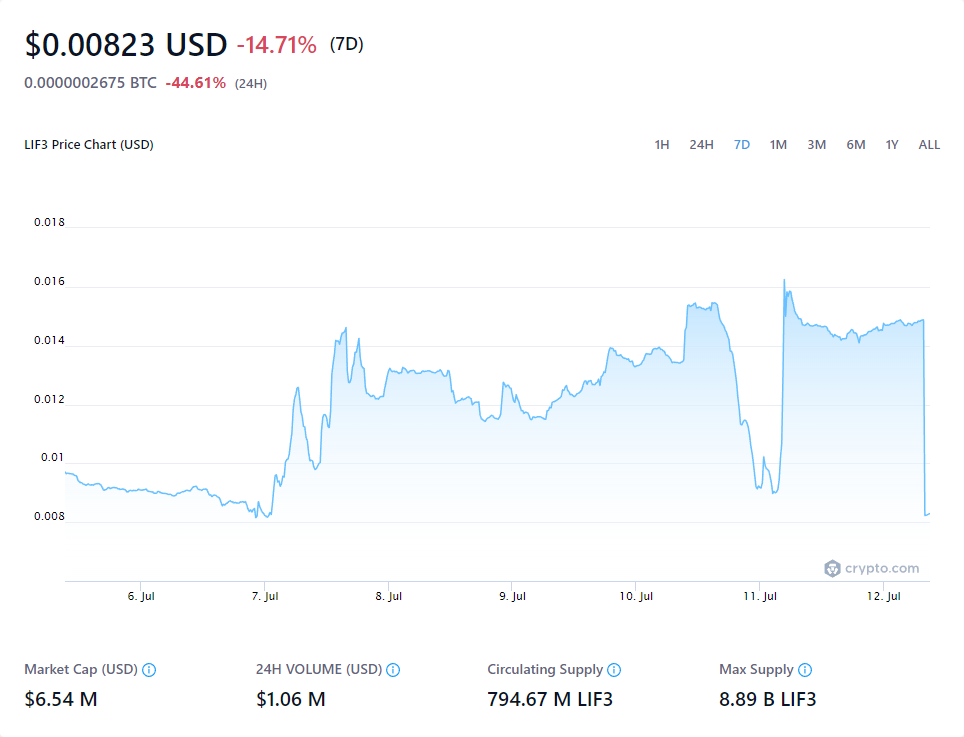 $0.00823 USD -14.71% (7D)
0.0000002675 BTC -44.61% (24H)
LIF3 Price Chart (USD) 1H 24H 7D 1M 3M 6M 1Y ALL
0.018
0.016
0.014
0.012
0.01
0.008
crypto.com
6. Jul 7. Jul 8. Jul 9. Jul 10. Jul 11. Jul 12. Jul
Market Cap (USD) 24H VOLUME (USD) Circulating Supply Max Supply
$6.54 M $1.06 M 794.67 M LIF3 8.89 B LIF3